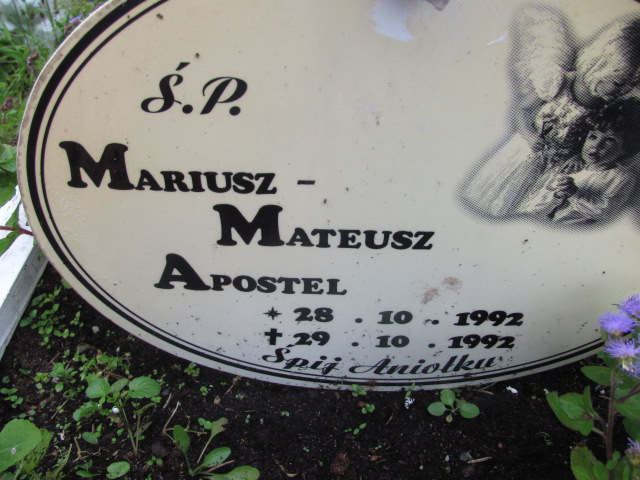 Ś.P.
MARIUSZ –
MATEUSZ
APOSTEL
* 28 . 10 . 1992
✝ 29 . 10 . 1992
Śpij Aniołku